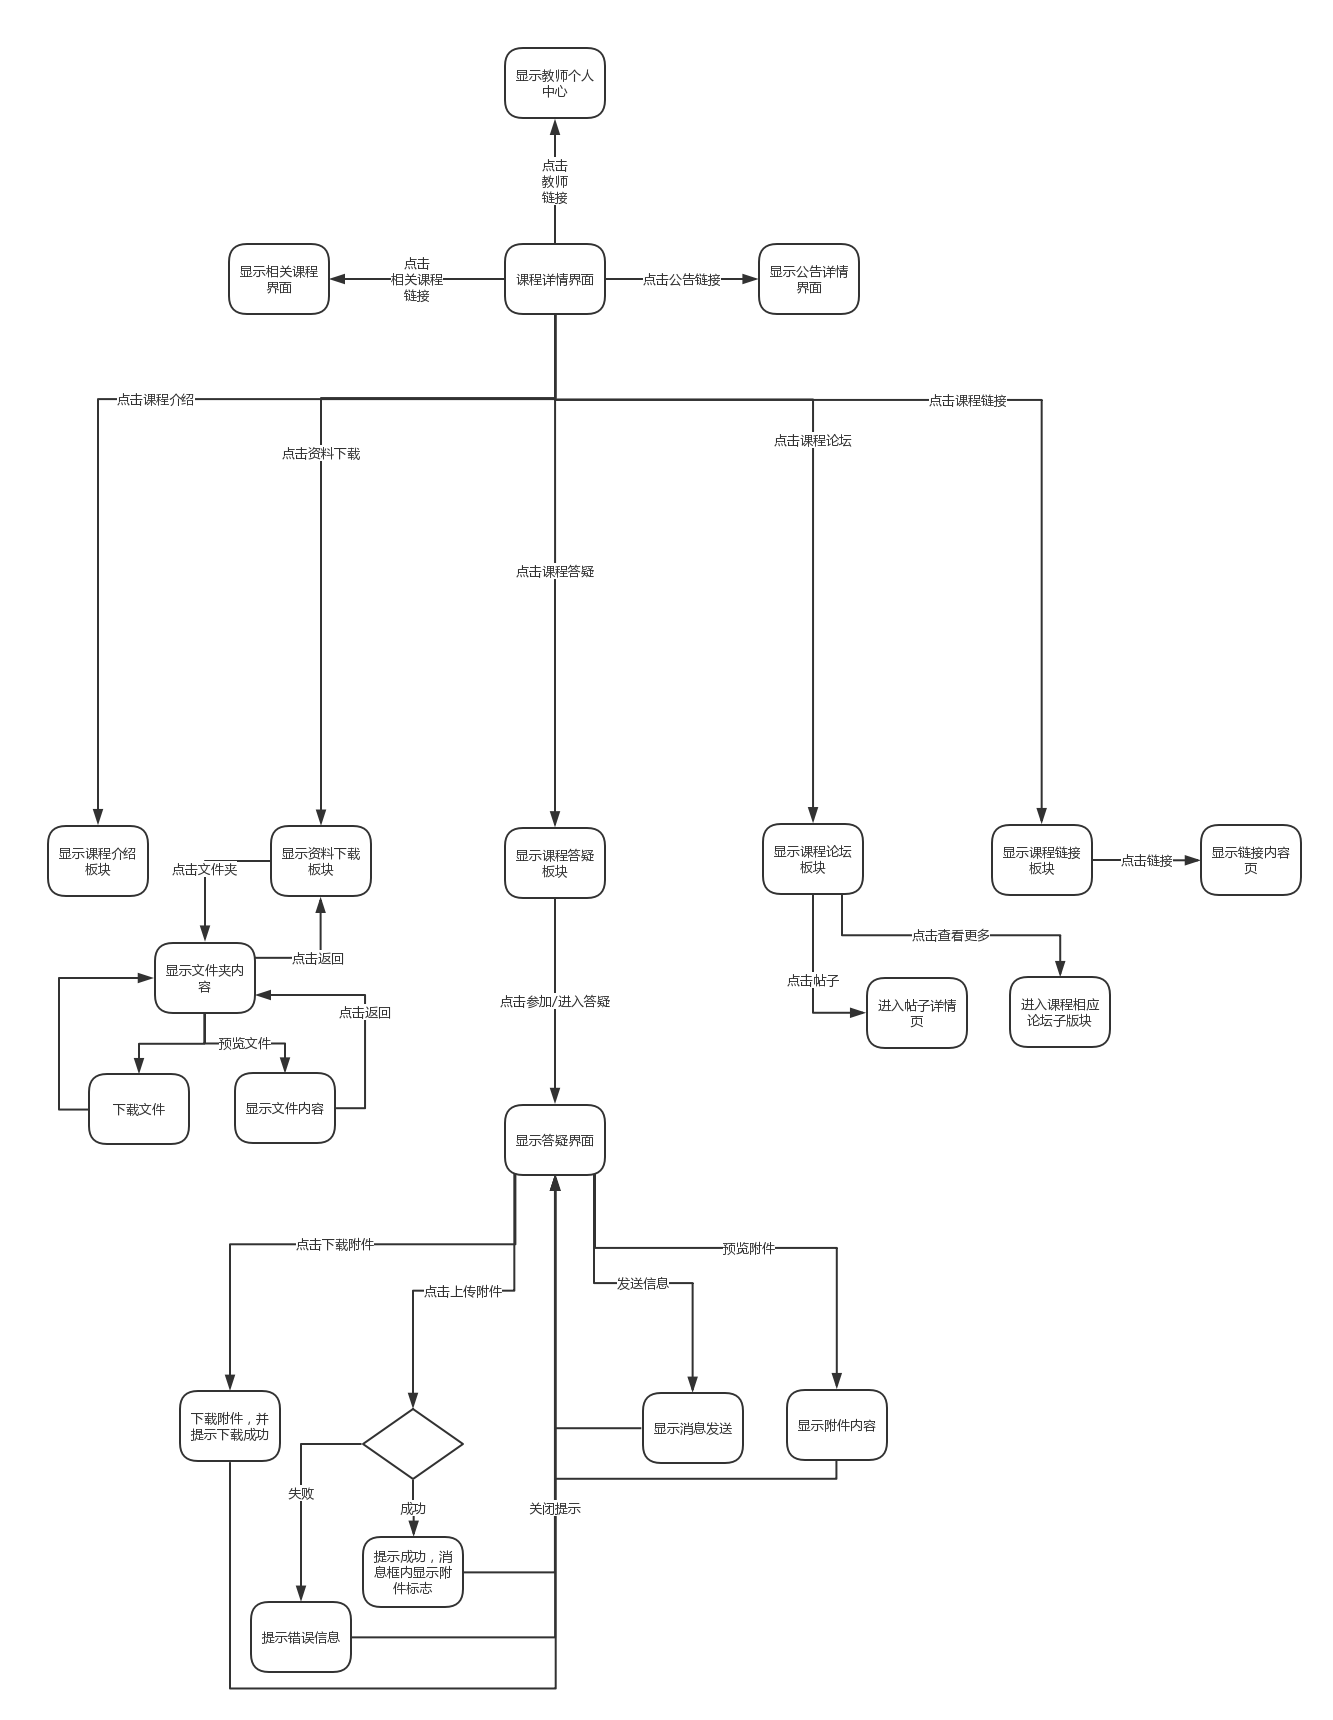 显示教师个人
中心
点击
教师
链接
显示相关课程
界面
点击
相关课程
链接
课程详情界面
点击公告链接
显示公告详情
界面
点击课程介绍
点击课程链接
点击课程论坛
点击资料下载
点击课程答疑
显示课程介绍
板块
显示资料下载
板块
显示课程答疑
板块
显示课程论坛
板块
显示课程链接
板块
点击链接
显示链接内容
页
点击文件夹
点击查看更多
点击返回
显示文件夹内
容
点击帖子
点击参加/进入答疑
进入帖子详情
页
进入课程相应
论坛子版块
点击返回
预览文件
下载文件
显示文件内容
显示答疑界面
点击下载附件
预览附件
发送信息
点击上传附件
下载附件，并
提示下载成功
显示消息发送
显示附件内容
失败
成功
关闭提示
提示成功，消
息框内显示附
件标志
提示错误信息